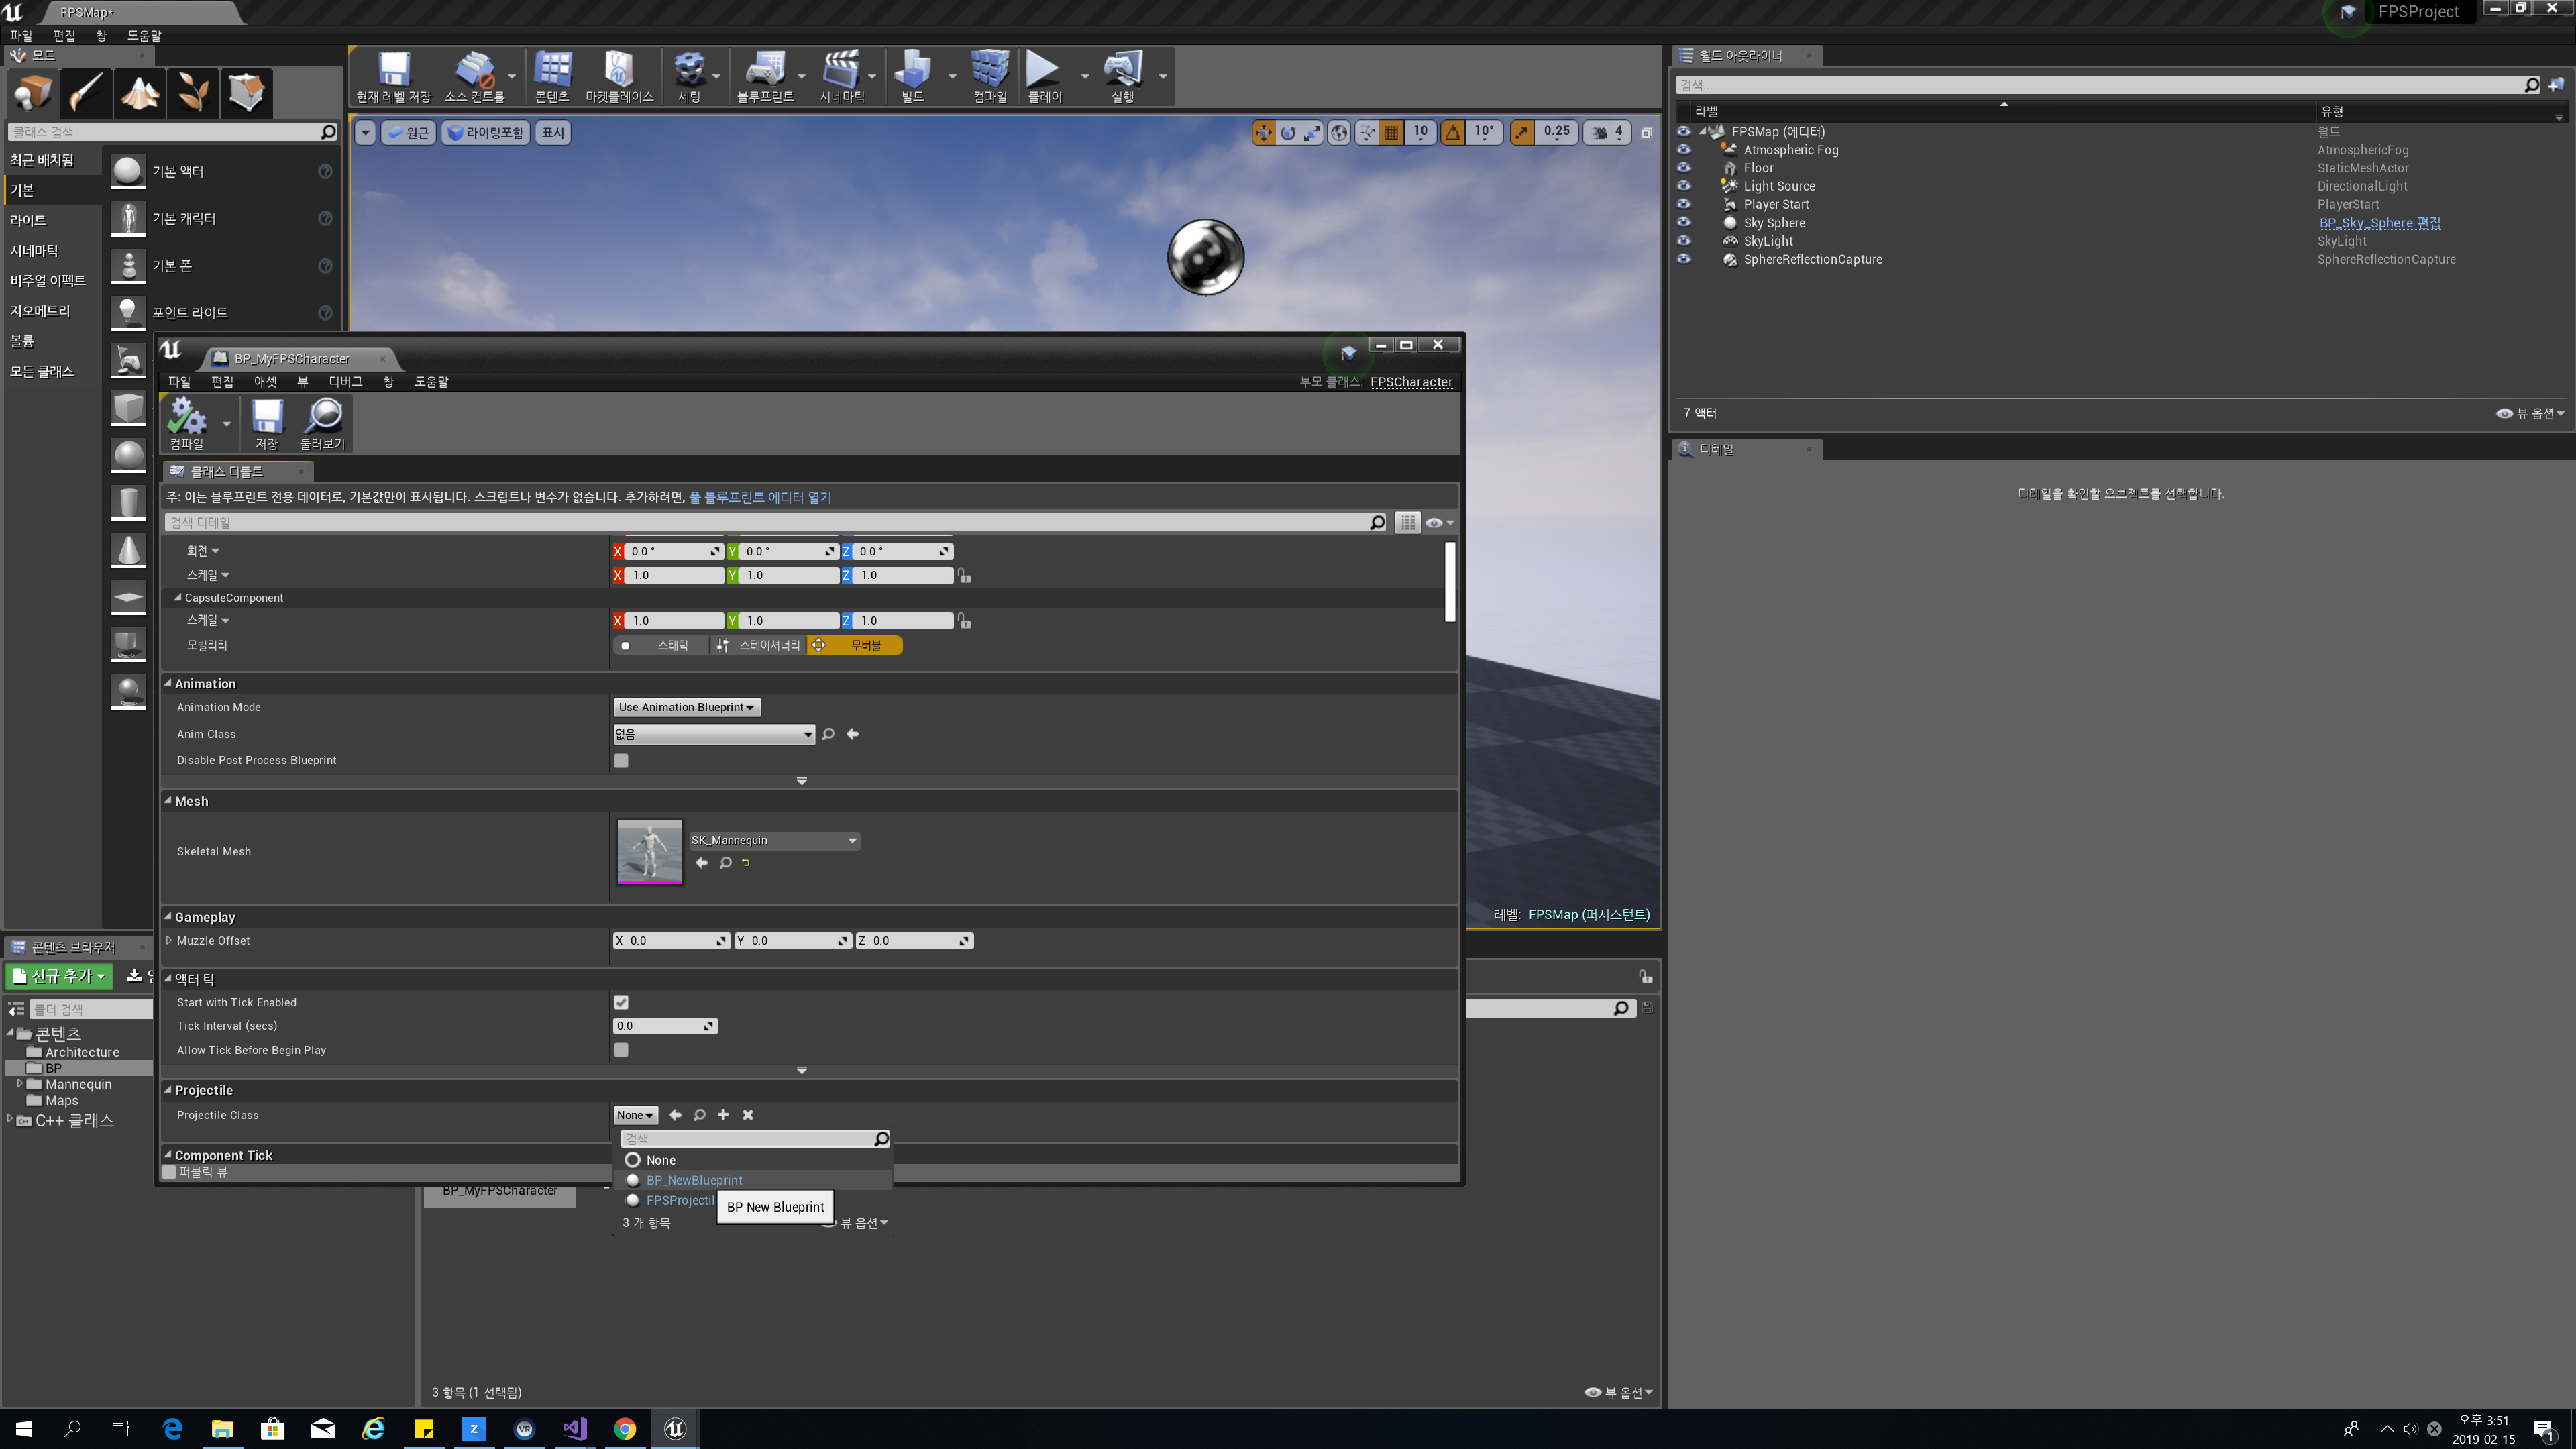 FPSMap*
FPSProject
파일 편집 창 도움말
모드
현재 레벨 저장 소스 컨트롤 콘텐츠 마켓플레이스 세팅 블루프린트 시네마틱 빌드 컴파일 플레이 실행
클래스 검색
최근 배치됨
기본
라이트
시네마틱
비주얼 이펙트
지오메트리
볼륨
모든 클래스
기본 액터
기본 캐릭터
기본 폰
포인트 라이트
원근 라이팅포함 표시
10 10° 0.25 4
레벨: FPSMap (퍼시스턴트)
월드 아웃라이너
검색...
라벨 유형
FPSMap (에디터) 월드
Atmospheric Fog AtmosphericFog
Floor StaticMeshActor
Light Source DirectionalLight
Player Start PlayerStart
Sky Sphere BP_Sky_Sphere 편집
SkyLight SkyLight
SphereReflectionCapture SphereReflectionCapture
7 액터 뷰 옵션
디테일
디테일을 확인할 오브젝트를 선택합니다.
BP_MyFPSCharacter
파일 편집 애셋 뷰 디버그 창 도움말 부모 클래스: FPSCharacter
컴파일 저장 둘러보기
클래스 디폴트
주: 이는 블루프린트 전용 데이터로, 기본값만이 표시됩니다. 스크립트나 변수가 없습니다. 추가하려면, 풀 블루프린트 에디터 열기
검색 디테일
회전 X 0.0 ° Y 0.0 ° Z 0.0 °
스케일 X 1.0 Y 1.0 Z 1.0
CapsuleComponent
스케일 X 1.0 Y 1.0 Z 1.0
모빌리티 스태틱 스테이셔너리 무버블
Animation
Animation Mode Use Animation Blueprint
Anim Class 없음
Disable Post Process Blueprint
Mesh
Skeletal Mesh SK_Mannequin
Gameplay
Muzzle Offset X 0.0 Y 0.0 Z 0.0
액터 틱
Start with Tick Enabled
Tick Interval (secs) 0.0
Allow Tick Before Begin Play
Projectile
Projectile Class None
검색
None
BP_NewBlueprint
FPSProjectil
BP New Blueprint
3 개 항목 뷰 옵션
Component Tick
퍼블릭 뷰
콘텐츠 브라우저
신규 추가
폴더 검색
콘텐츠
Architecture
BP
Mannequin
Maps
C++ 클래스
BP_MyFPSCharacter
3 항목 (1 선택됨) 뷰 옵션
오후 3:51
2019-02-15
1